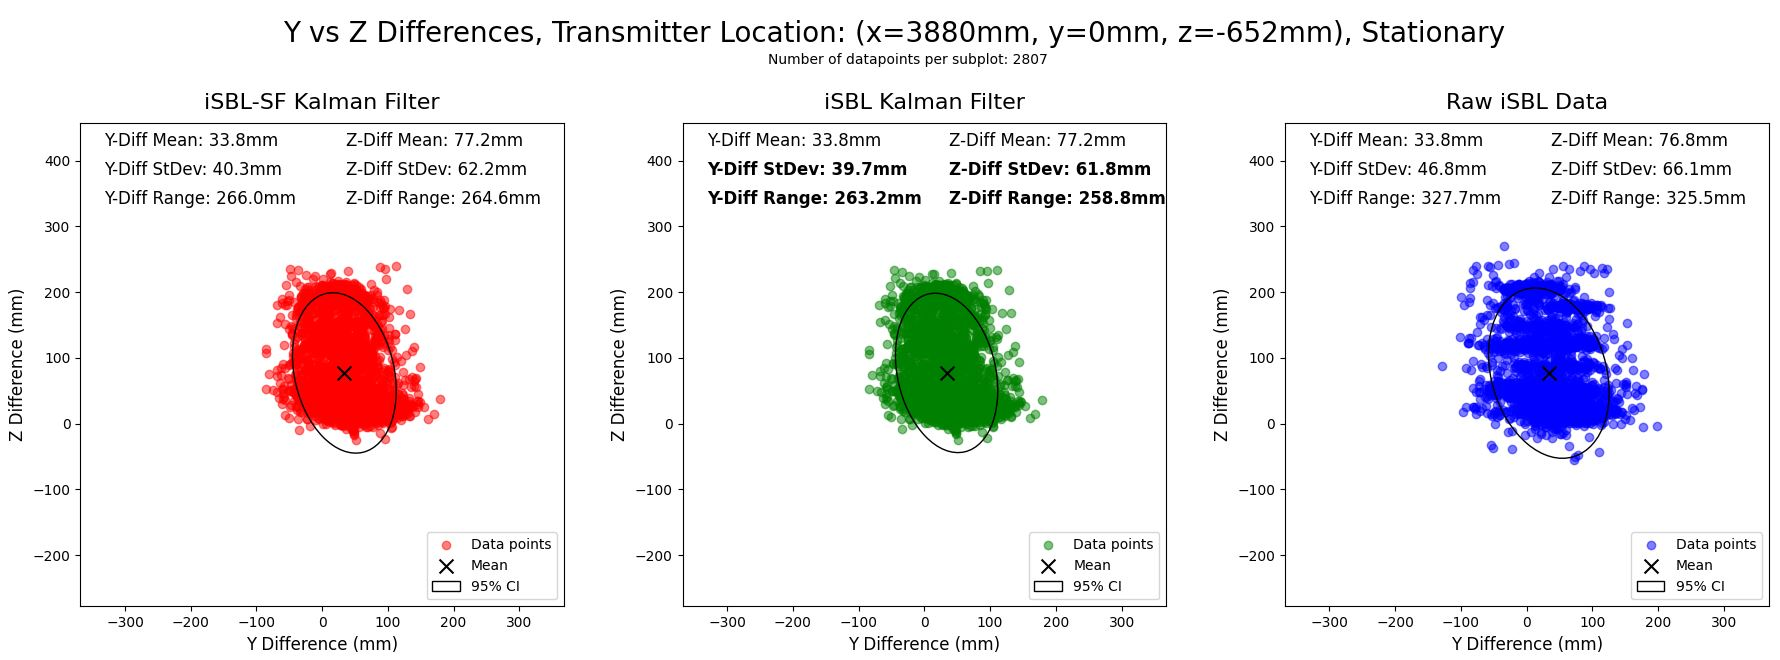 Y vs Z Differences, Transmitter Location: (x=3880mm, y=0mm, z=-652mm), Stationary
Number of datapoints per subplot: 2807
iSBL-SF Kalman Filter
Y-Diff Mean: 33.8mm
Z-Diff Mean: 77.2mm
Y-Diff StDev: 40.3mm
Z-Diff StDev: 62.2mm
Y-Diff Range: 266.0mm
Z-Diff Range: 264.6mm
400
300
200
100
0
−100
−200
Z Difference (mm)
Data points
Mean
95% CI
−300
−200
−100
0
100
200
300
Y Difference (mm)
iSBL Kalman Filter
Y-Diff Mean: 33.8mm
Z-Diff Mean: 77.2mm
Y-Diff StDev: 39.7mm
Z-Diff StDev: 61.8mm
Y-Diff Range: 263.2mm
Z-Diff Range: 258.8mm
400
300
200
100
0
−100
−200
Z Difference (mm)
Data points
Mean
95% CI
−300
−200
−100
0
100
200
300
Y Difference (mm)
Raw iSBL Data
Y-Diff Mean: 33.8mm
Z-Diff Mean: 76.8mm
Y-Diff StDev: 46.8mm
Z-Diff StDev: 66.1mm
Y-Diff Range: 327.7mm
Z-Diff Range: 325.5mm
400
300
200
100
0
−100
−200
Z Difference (mm)
Data points
Mean
95% CI
−300
−200
−100
0
100
200
300
Y Difference (mm)